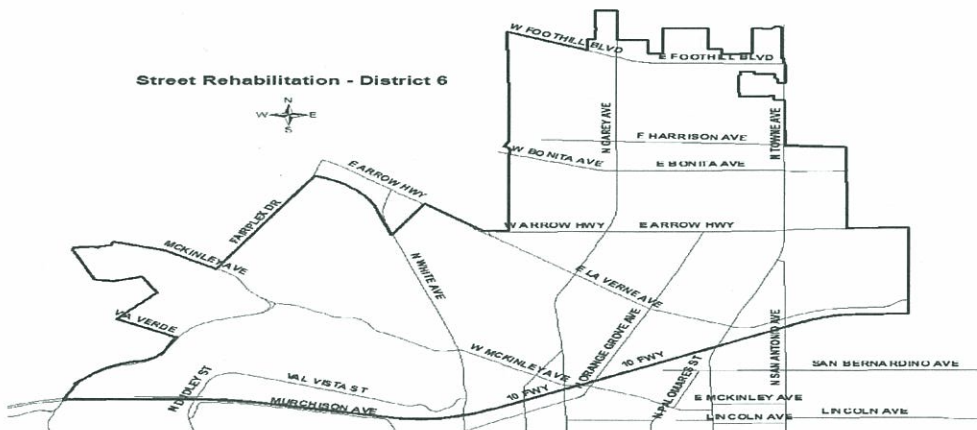 W FOOTHILL BLVD
E FOOTHILL BLVD
Street Rehabilitation - District 6
N
W E
S
N GAREY AVE
N TOWNE AVE
F HARRISON AVE
W BONITA AVE
E BONITA AVE
E ARROW HWY
FAIRPLEX DR
W ARROW HWY
E ARROW HWY
MCKINLEY AVE
N WHITE AVE
E LA VERNE AVE
VIA VERDE
ORANGE GROVE AVE
N SAN ANTONIO AVE
W MCKINLEY AVE
10 FWY
10 FWY
N PALOMARES ST
SAN BERNARDINO AVE
N DUDLEY ST
VAL VISTA ST
MURCHISON AVE
E MCKINLEY AVE
LINCOLN AVE
LINCOLN AVE